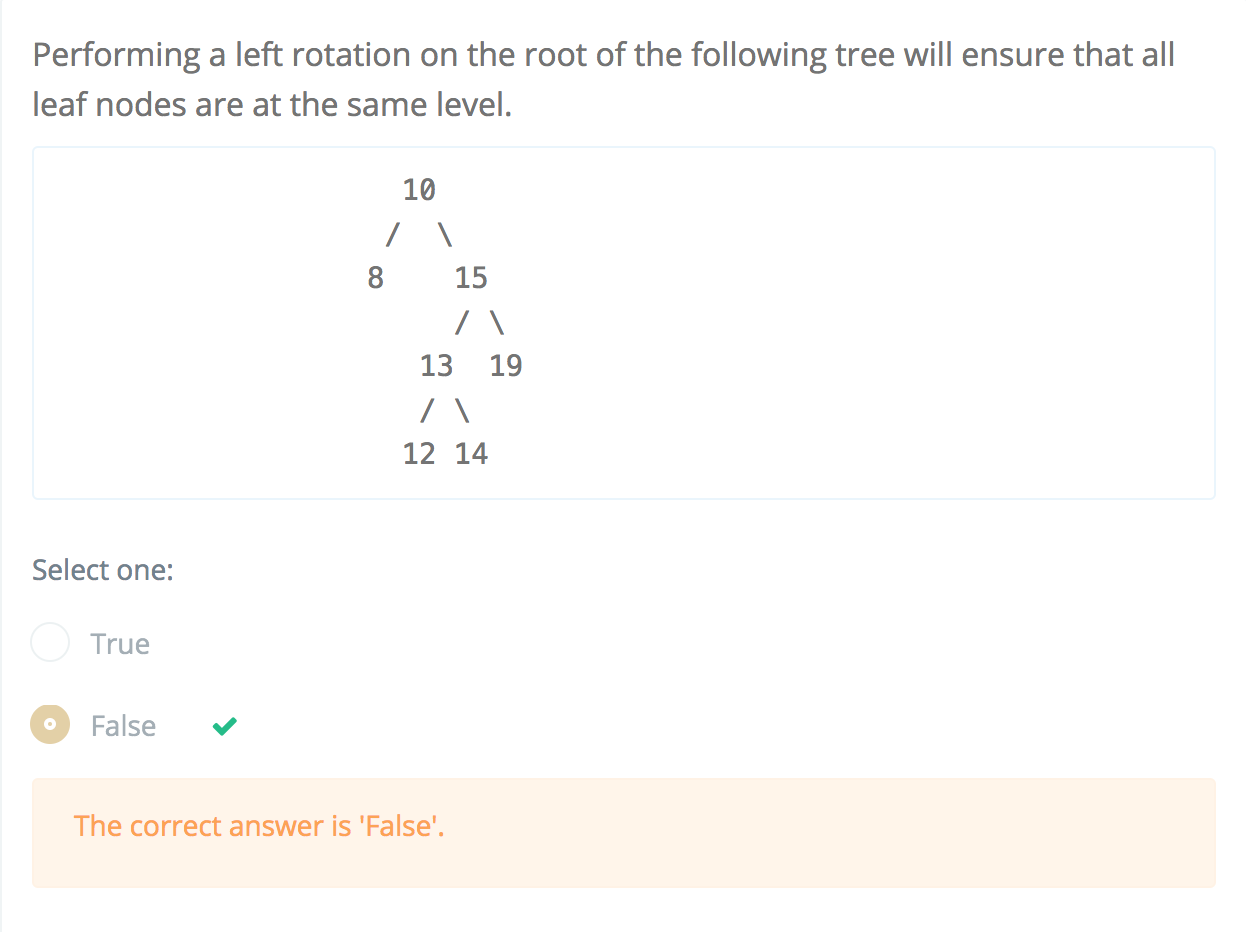 Performing a left rotation on the root of the following tree will ensure that all
leaf nodes are at the same level.
10
/ \
8 15
/ \
13 19
/ \
12 14
Select one:
True
False
The correct answer is 'False'.